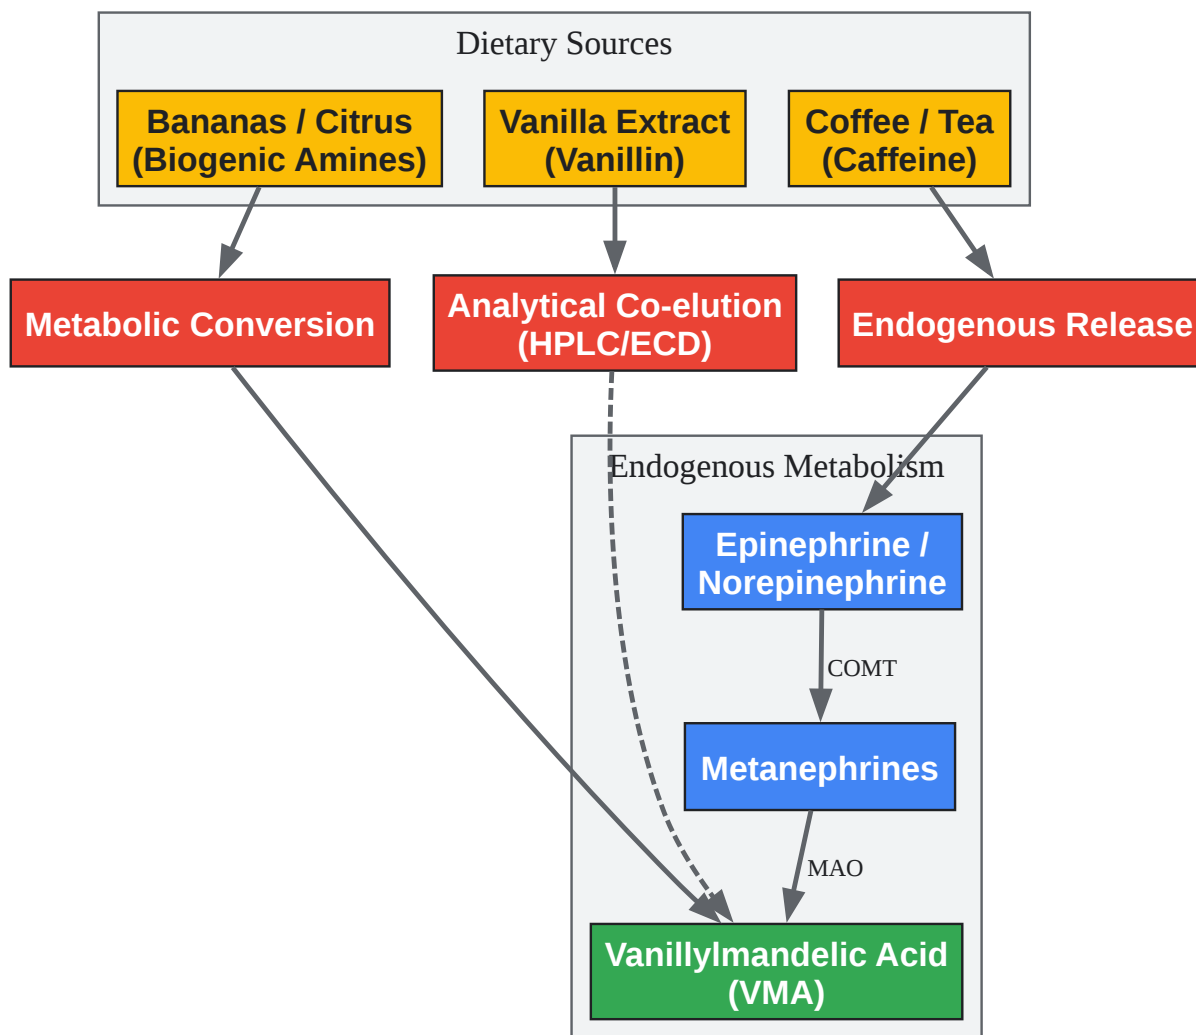 Dietary Sources
Bananas / Citrus
(Biogenic Amines)
Vanilla Extract
(Vanillin)
Coffee / Tea
(Caffeine)
Metabolic Conversion
Analytical Co-elution
(HPLC/ECD)
Endogenous Release
Endogenous Metabolism
Epinephrine /
Norepinephrine
COMT
Metanephrines
MAO
Vanillylmandelic Acid
(VMA)